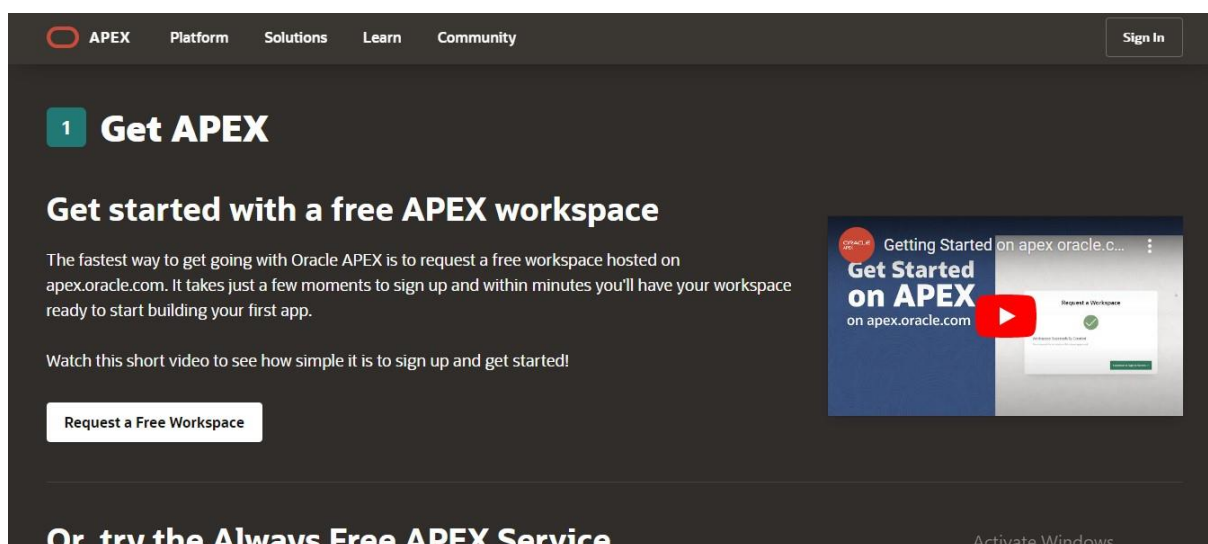 APEX Platform Solutions Learn Community Sign In
1 Get APEX
Get started with a free APEX workspace
The fastest way to get going with Oracle APEX is to request a free workspace hosted on
apex.oracle.com. It takes just a few moments to sign up and within minutes you'll have your workspace
ready to start building your first app.
Watch this short video to see how simple it is to sign up and get started!
Request a Free Workspace
ORACLE
APEX
Getting Started on apex oracle.c...
Get Started
on APEX
on apex.oracle.com
Request a Workspace
Or, try the Always Free APEX Service
Activate Windows